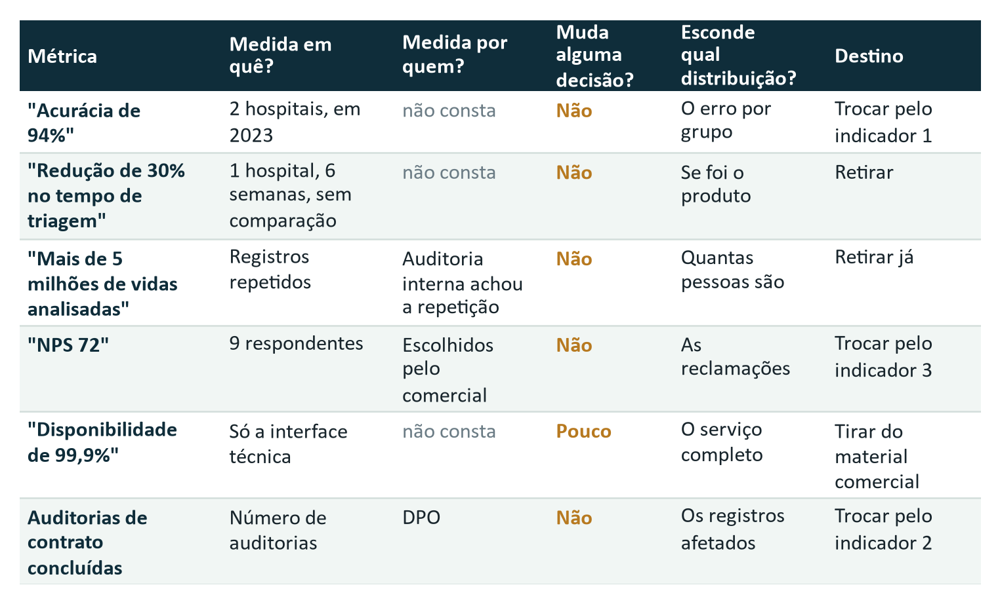 Métrica
Medida em
quê?
Medida por
quem?
Muda
alguma
decisão?
Esconde
qual
distribuição?
Destino
"Acurácia de
94%"
2 hospitais, em
2023
não consta
Não
O erro por
grupo
Trocar pelo
indicador 1
"Redução de 30%
no tempo de
triagem"
1 hospital, 6
semanas, sem
comparação
não consta
Não
Se foi o
produto
Retirar
"Mais de 5
milhões de vidas
analisadas"
Registros
repetidos
Auditoria
interna achou
a repetição
Não
Quantas
pessoas são
Retirar já
"NPS 72"
9 respondentes
Escolhidos
pelo
comercial
Não
As
reclamações
Trocar pelo
indicador 3
"Disponibilidade
de 99,9%"
Só a interface
técnica
não consta
Pouco
O serviço
completo
Tirar do
material
comercial
Auditorias de
contrato
concluídas
Número de
auditorias
DPO
Não
Os registros
afetados
Trocar pelo
indicador 2